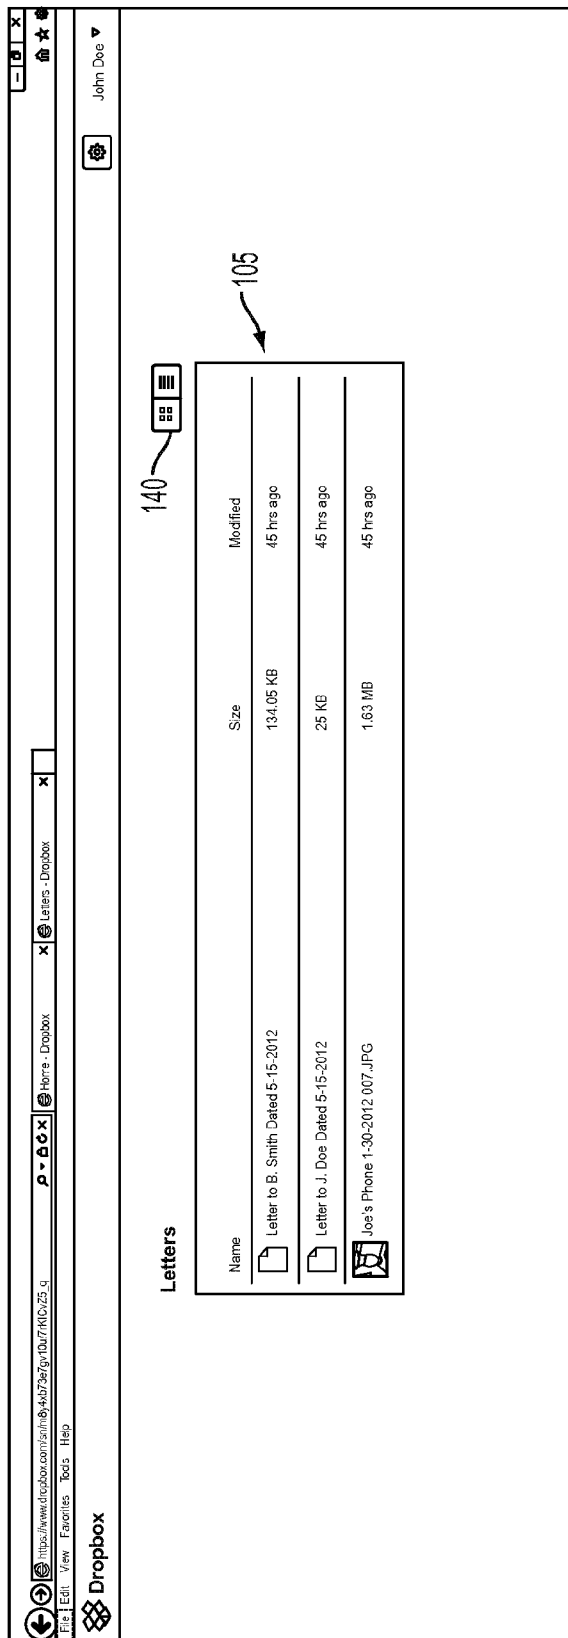 https://www.dropbox.com/sn/m8y4xb73e7gv10u/7rKlCvZ5_q
Home - Dropbox
Letters - Dropbox
File Edit View Favorites Tools Help
Dropbox
John Doe
140
Letters
105
Name Size Modified
Letter to B. Smith Dated 5-15-2012 134.05 KB 45 hrs ago
Letter to J. Doe Dated 5-15-2012 25 KB 45 hrs ago
Joe's Phone 1-30-2012 007.JPG 1.63 MB 45 hrs ago